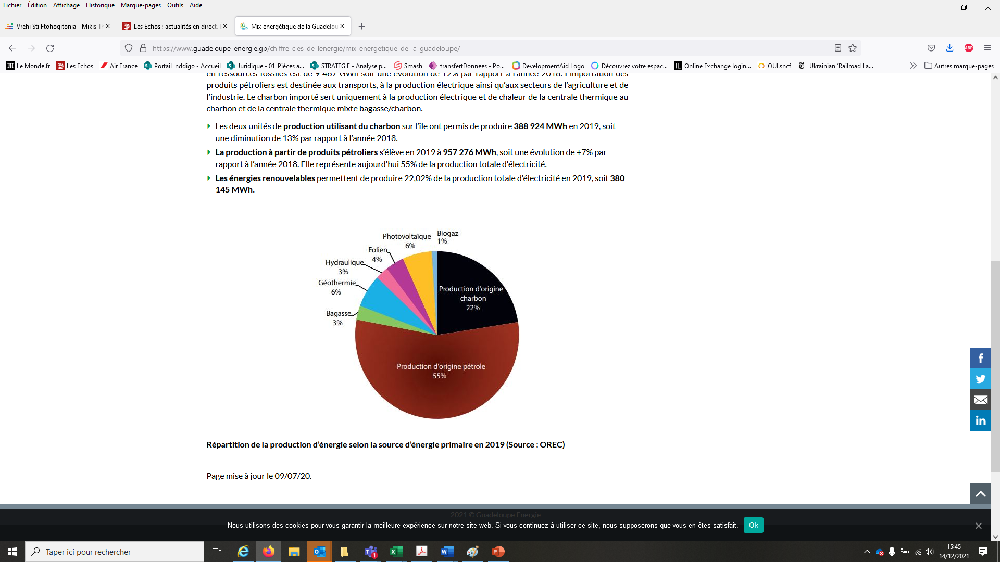 Fichier Édition Affichage Historique Marque-pages Outils Aide
Vrehi Sti Ftohogitonia - Mikis Th
Les Echos : actualités en direct,
Mix énergétique de la Guadelou
https://www.guadeloupe-energie.gp/chiffre-cles-de-lenergie/mix-energetique-de-la-guadeloupe/
ABP
Le Monde.fr Les Echos Air France Portail Inddigo - Accueil Juridique - 01_Pièces a... STRATEGIE - Analyse p... Smash transfertDonnees - Po... DevelopmentAid Logo Découvrez votre espac... Online Exchange login... OUI.sncf Ukrainian ‘Railroad La... Autres marque-pages
en ressources fossiles est de 9 467 GWh soit une évolution de +2% par rapport à l’année 2018. L’importation des
produits pétroliers est destinée aux transports, à la production électrique ainsi qu’aux secteurs de l’agriculture et de
l’industrie. Le charbon importé sert uniquement à la production électrique et de chaleur de la centrale thermique au
charbon et de la centrale thermique mixte bagasse/charbon.
Les deux unités de production utilisant du charbon sur l’île ont permis de produire 388 924 MWh en 2019, soit
une diminution de 13% par rapport à l’année 2018.
La production à partir de produits pétroliers s’élève en 2019 à 957 276 MWh, soit une évolution de +7% par
rapport à l’année 2018. Elle représente aujourd’hui 55% de la production totale d’électricité.
Les énergies renouvelables permettent de produire 22,02% de la production totale d’électricité en 2019, soit 380
145 MWh.
Biogaz
1%
Photovoltaïque
6%
Eolien
4%
Hydraulique
3%
Géothermie
6%
Bagasse
3%
Production d'origine
charbon
22%
Production d'origine pétrole
55%
Répartition de la production d’énergie selon la source d’énergie primaire en 2019 (Source : OREC)
Page mise à jour le 09/07/20.
2021 © Guadeloupe Energie
Nous utilisons des cookies pour vous garantir la meilleure expérience sur notre site web. Si vous continuez à utiliser ce site, nous supposerons que vous en êtes satisfait. Ok
Taper ici pour rechercher
15:45
14/12/2021